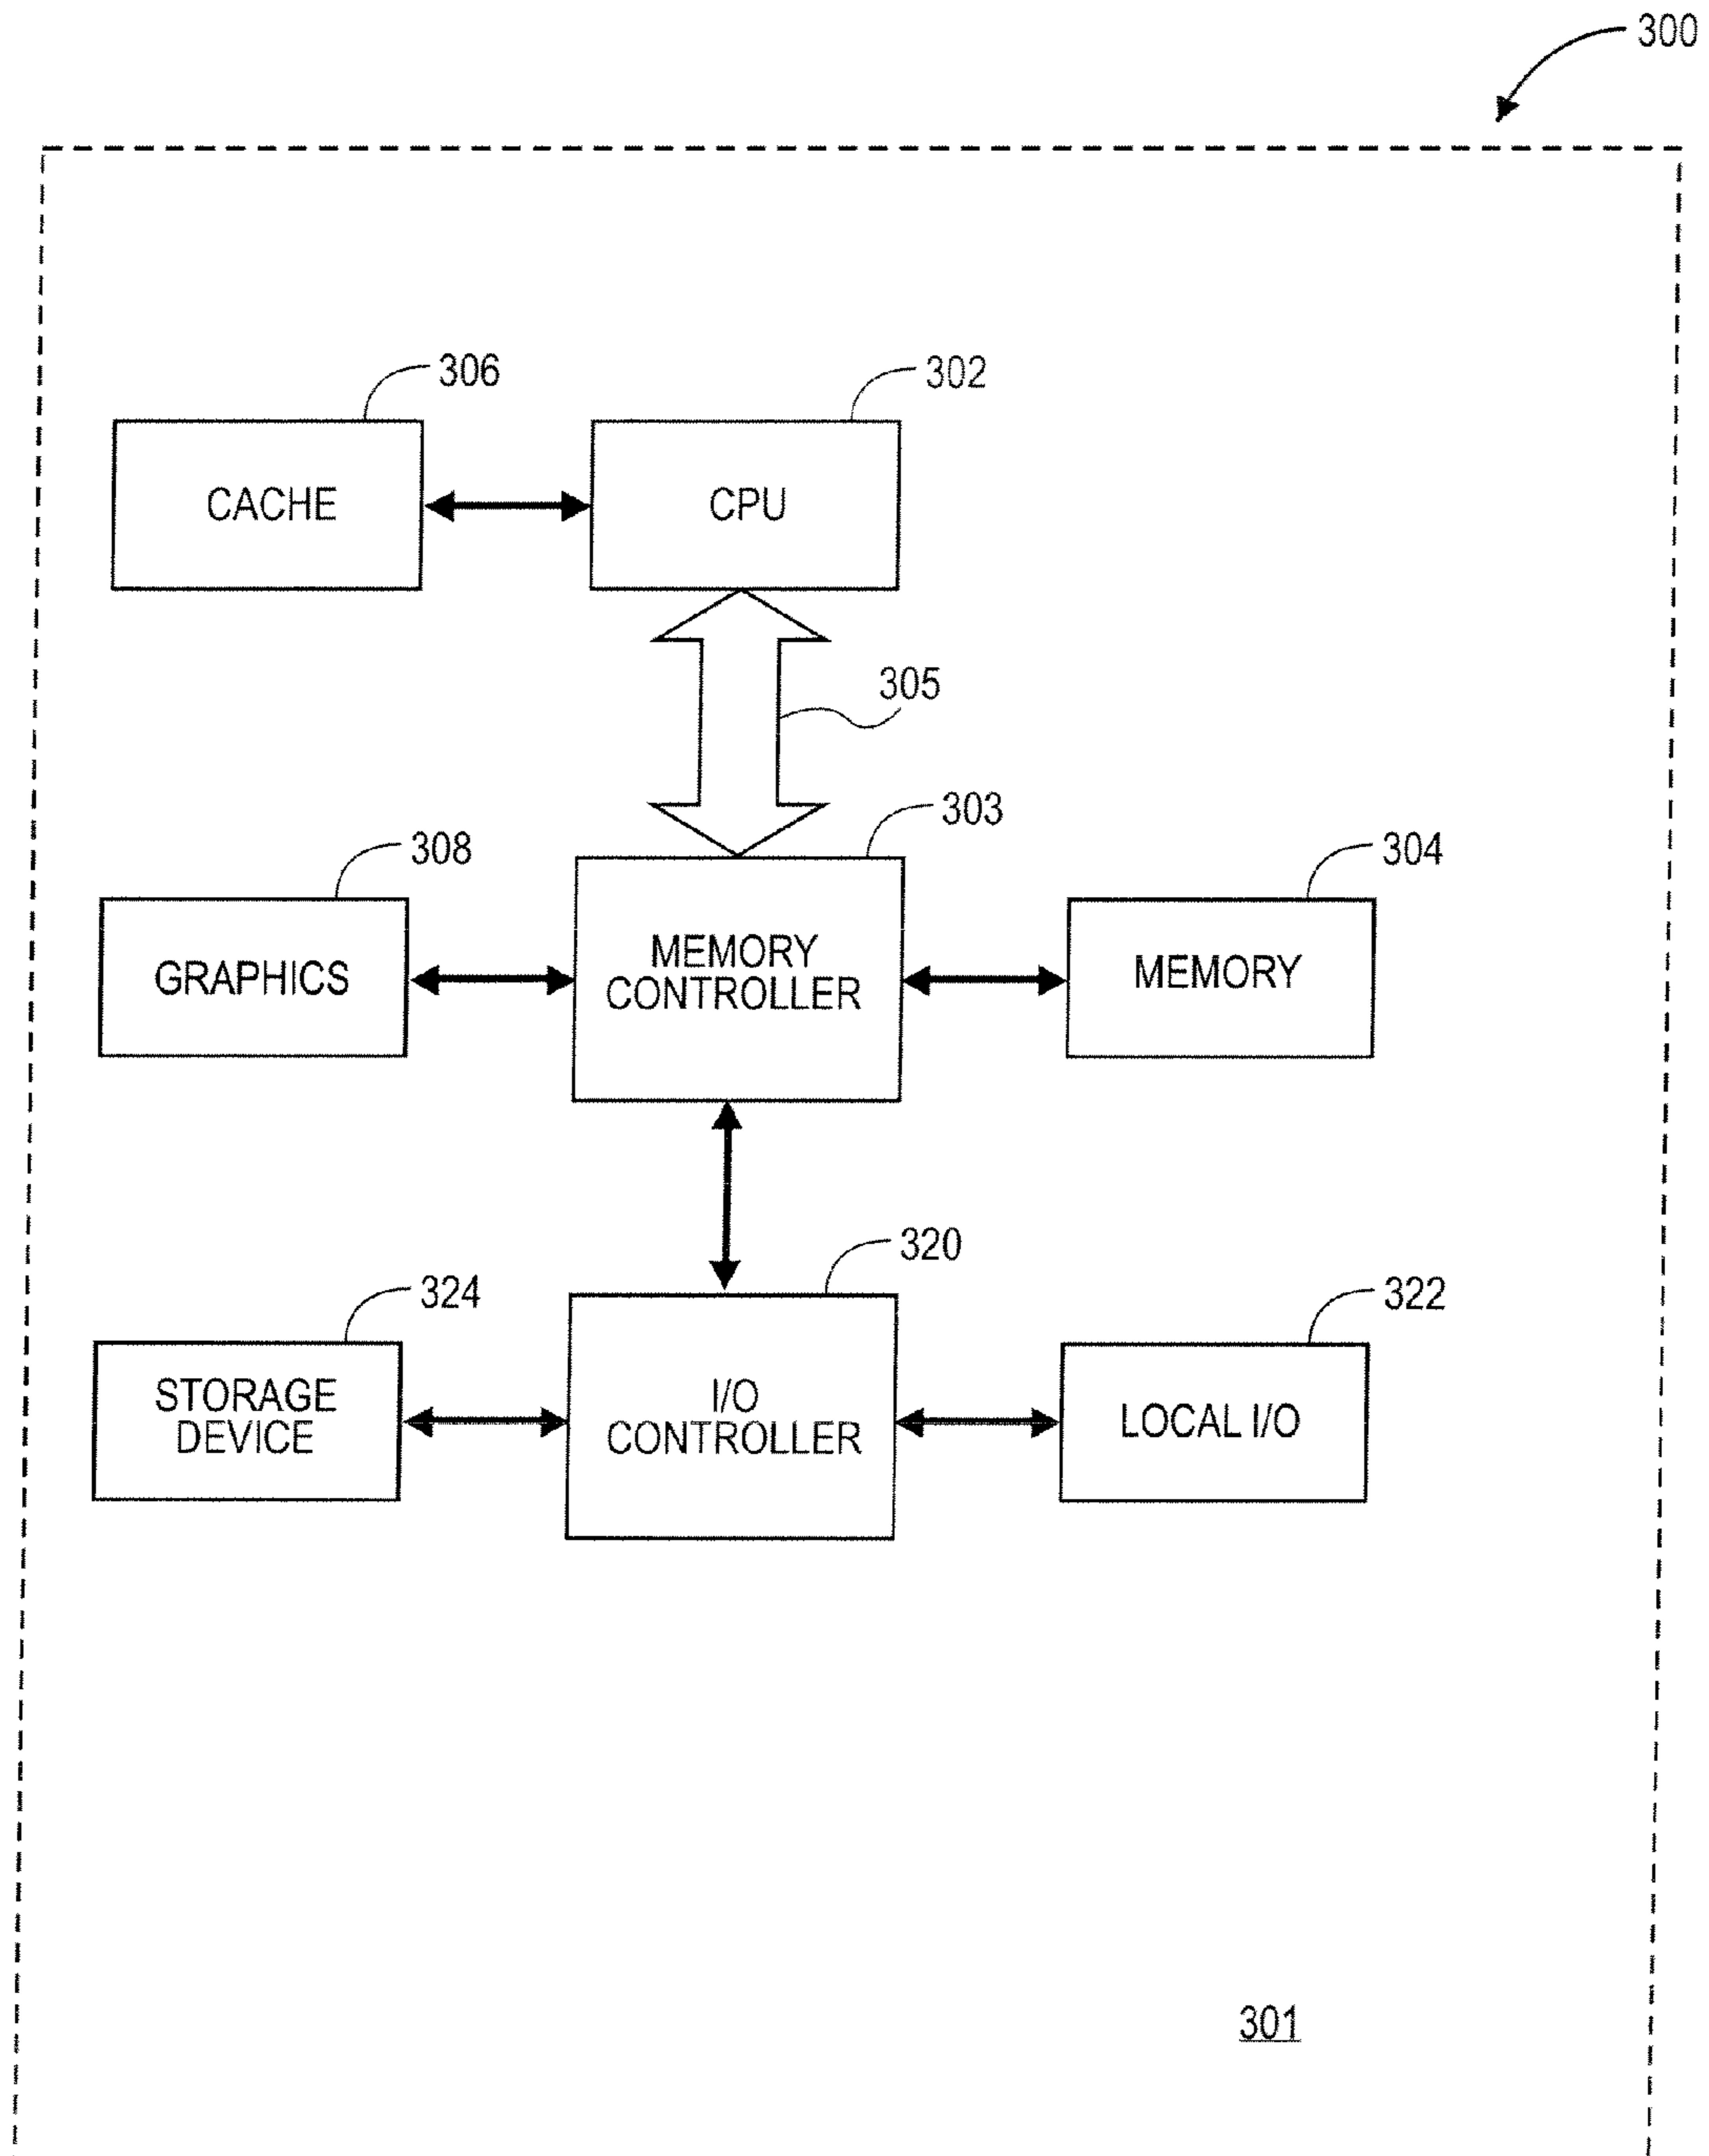 300
306
302
CACHE
CPU
305
303
308
304
MEMORY
CONTROLLER
GRAPHICS
MEMORY
320
324
322
STORAGE
DEVICE
I/O
CONTROLLER
LOCAL I/O
301